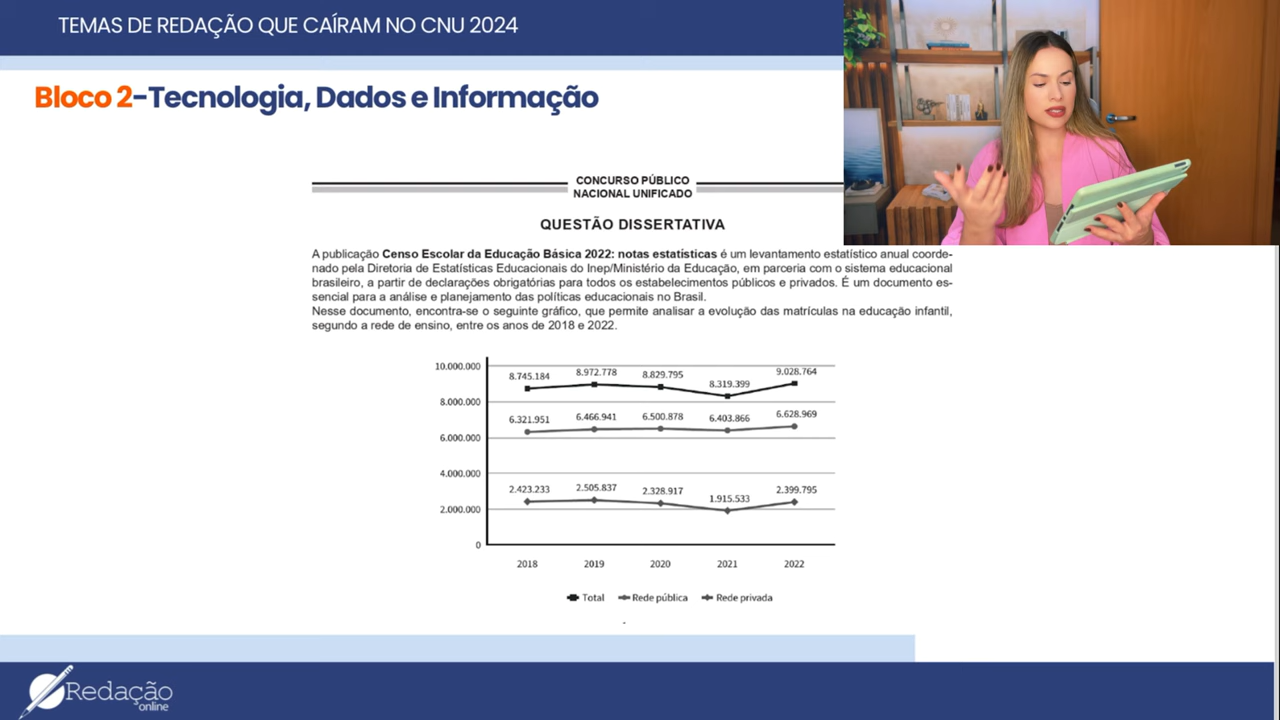 TEMAS DE REDAÇÃO QUE CAÍRAM NO CNU 2024
Bloco 2-Tecnologia, Dados e Informação
CONCURSO PÚBLICO
NACIONAL UNIFICADO
QUESTÃO DISSERTATIVA
A publicação Censo Escolar da Educação Básica 2022: notas estatísticas é um levantamento estatístico anual coorde-
nado pela Diretoria de Estatísticas Educacionais do Inep/Ministério da Educação, em parceria com o sistema educacional
brasileiro, a partir de declarações obrigatórias para todos os estabelecimentos públicos e privados. É um documento es-
sencial para a análise e planejamento das políticas educacionais no Brasil.
Nesse documento, encontra-se o seguinte gráfico, que permite analisar a evolução das matrículas na educação infantil,
segundo a rede de ensino, entre os anos de 2018 e 2022.
10.000.000
8.745.184 8.972.778 8.829.795 8.319.399 9.028.764
8.000.000
6.321.951 6.466.941 6.500.878 6.403.866 6.628.969
6.000.000
4.000.000
2.423.233 2.505.837 2.328.917 1.915.533 2.399.795
2.000.000
0
2018 2019 2020 2021 2022
Total Rede pública Rede privada
Redação
online